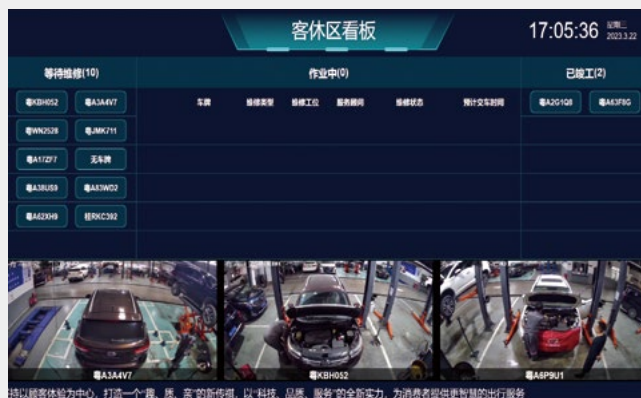 客休区看板
17:05:36
星期三
2023.3.22
等待维修(10)
作业中(0)
已竣工(2)
粤KBH052 粤A3A4V7
粤WN2528 粤JMK711
粤A17ZF7 无车牌
粤A38US9 粤A83WD2
粤A62XH9 桂RKC392
车牌 维修类型 维修工位 服务顾问 维修状态 预计交车时间
粤A2G1Q8 粤A63F8G
粤A3A4V7
粤KBH052
粤A6P9U1
持以顾客体验为中心，打造一个“趣、质、亲”的新传祺，以“科技、品质、服务”的全新实力，为消费者提供更智慧的出行服务